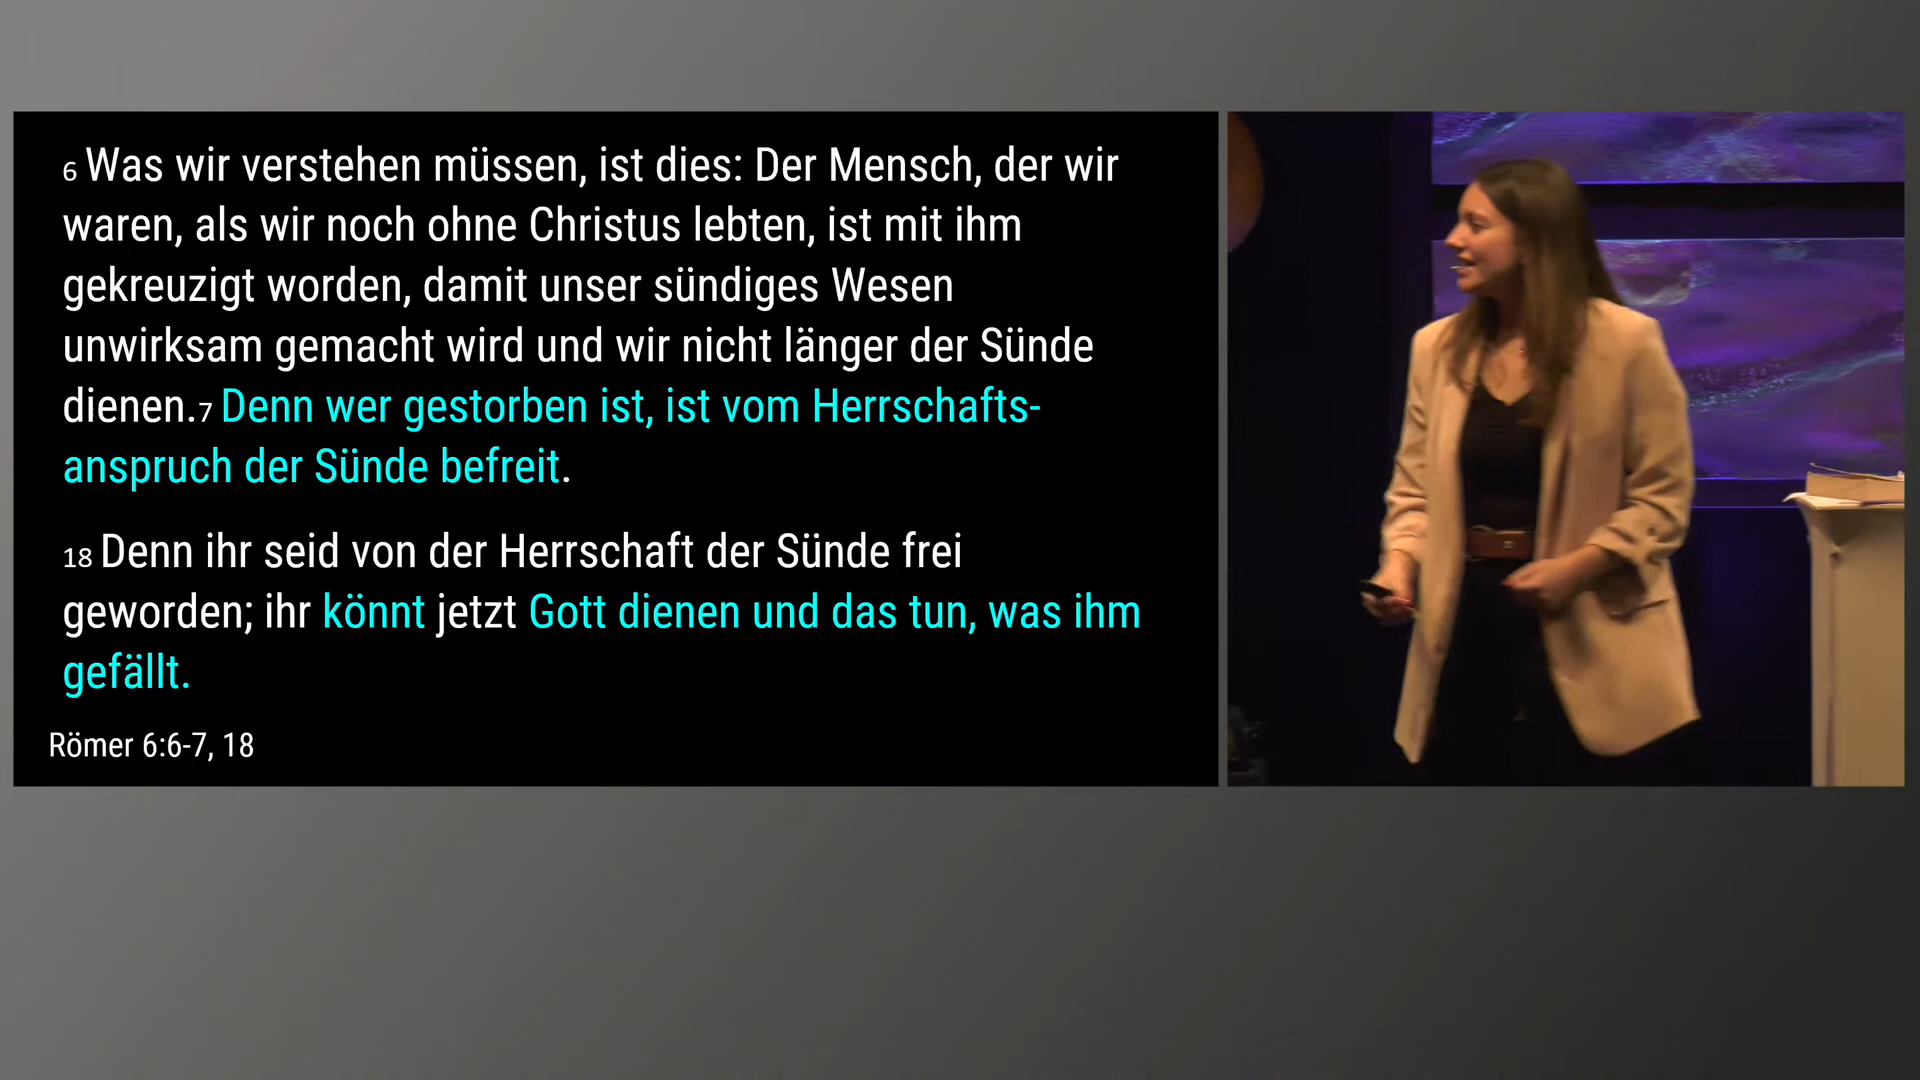 6 Was wir verstehen müssen, ist dies: Der Mensch, der wir
waren, als wir noch ohne Christus lebten, ist mit ihm
gekreuzigt worden, damit unser sündiges Wesen
unwirksam gemacht wird und wir nicht länger der Sünde
dienen.7 Denn wer gestorben ist, ist vom Herrschafts-
anspruch der Sünde befreit.
18 Denn ihr seid von der Herrschaft der Sünde frei
geworden; ihr könnt jetzt Gott dienen und das tun, was ihm
gefällt.
Römer 6:6-7, 18